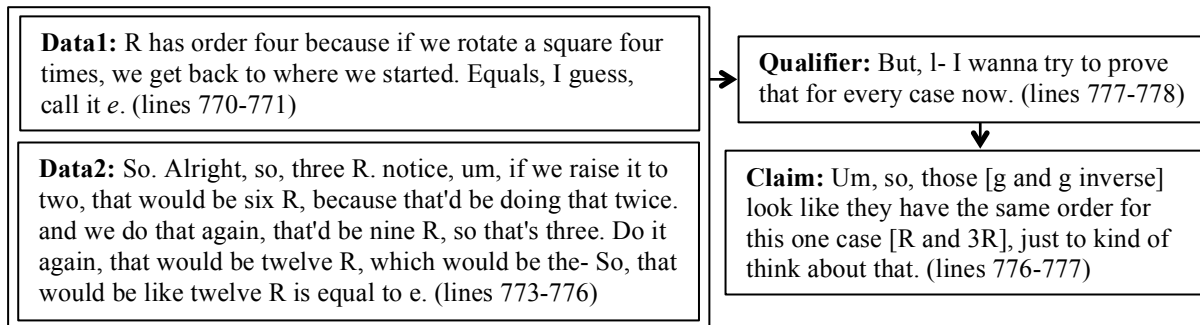 Data1: R has order four because if we rotate a square four
times, we get back to where we started. Equals, I guess,
call it e. (lines 770-771)
Data2: So. Alright, so, three R. notice, um, if we raise it to
two, that would be six R, because that'd be doing that twice.
and we do that again, that'd be nine R, so that's three. Do it
again, that would be twelve R, which would be the- So, that
would be like twelve R is equal to e. (lines 773-776)
Qualifier: But, l- I wanna try to prove
that for every case now. (lines 777-778)
Claim: Um, so, those [g and g inverse]
look like they have the same order for
this one case [R and 3R], just to kind of
think about that. (lines 776-777)